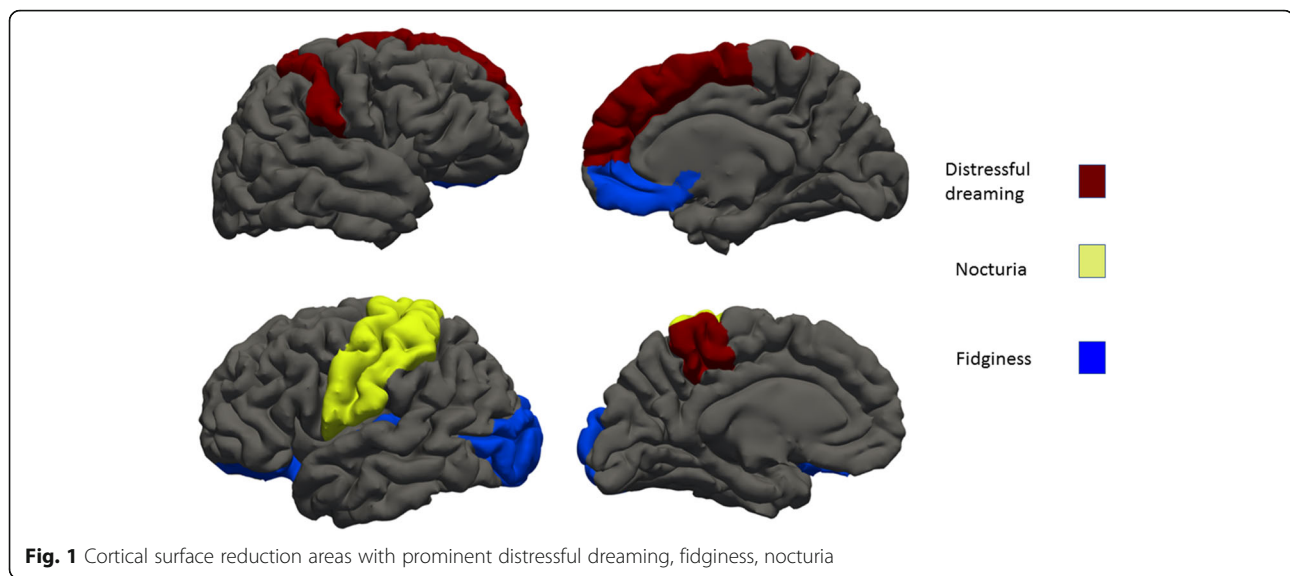 Distressful
dreaming
Nocturia
Fidginess
Fig. 1 Cortical surface reduction areas with prominent distressful dreaming, fidginess, nocturia